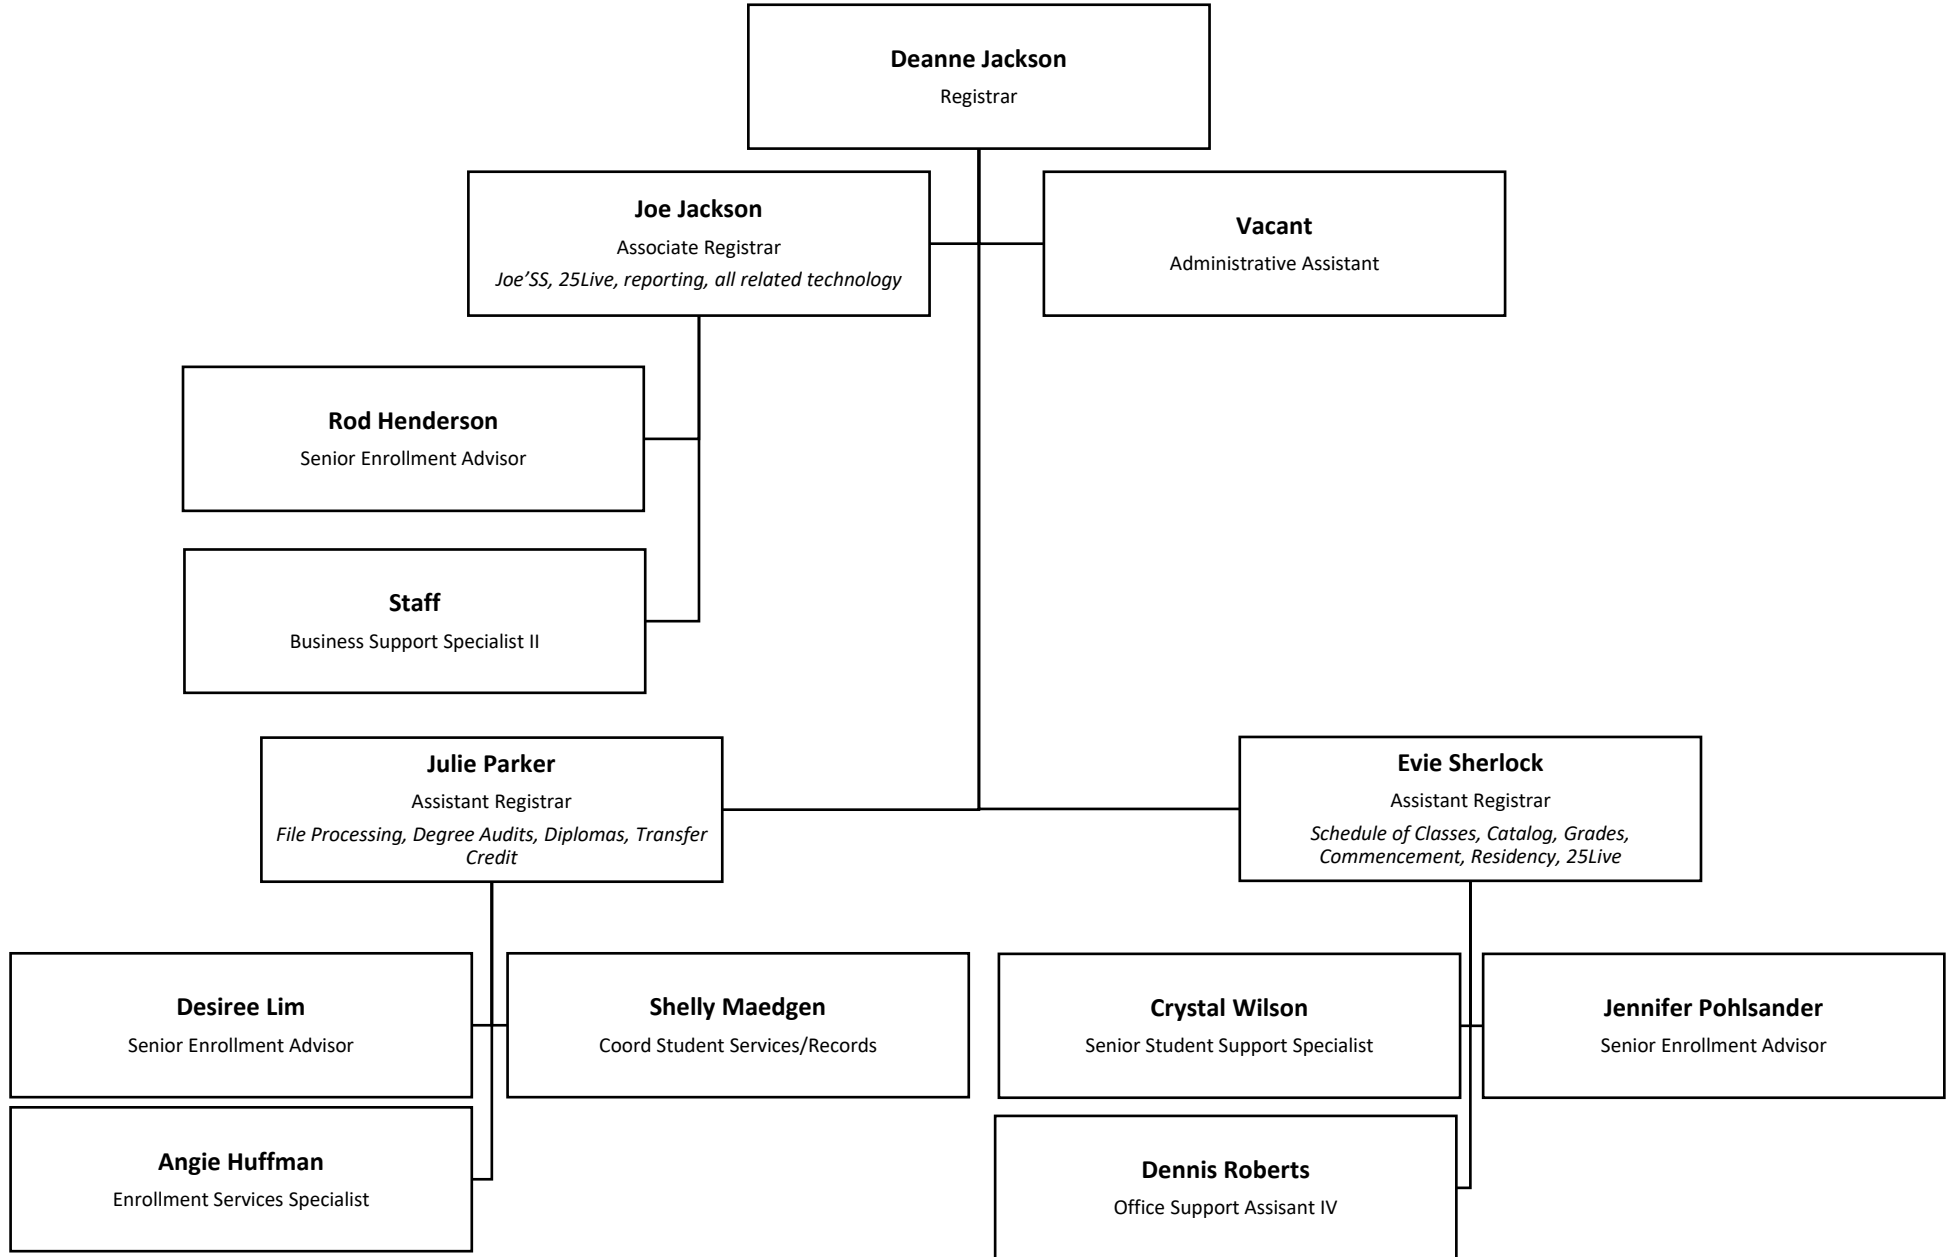 Deanne Jackson
Registrar
Joe Jackson
Associate Registrar
Joe’SS, 25Live, reporting, all related technology
Vacant
Administrative Assistant
Rod Henderson
Senior Enrollment Advisor
Staff
Business Support Specialist II
Julie Parker
Assistant Registrar
File Processing, Degree Audits, Diplomas, Transfer
Credit
Evie Sherlock
Assistant Registrar
Schedule of Classes, Catalog, Grades,
Commencement, Residency, 25Live
Desiree Lim
Senior Enrollment Advisor
Shelly Maedgen
Coord Student Services/Records
Crystal Wilson
Senior Student Support Specialist
Jennifer Pohlsander
Senior Enrollment Advisor
Angie Huffman
Enrollment Services Specialist
Dennis Roberts
Office Support Assisant IV